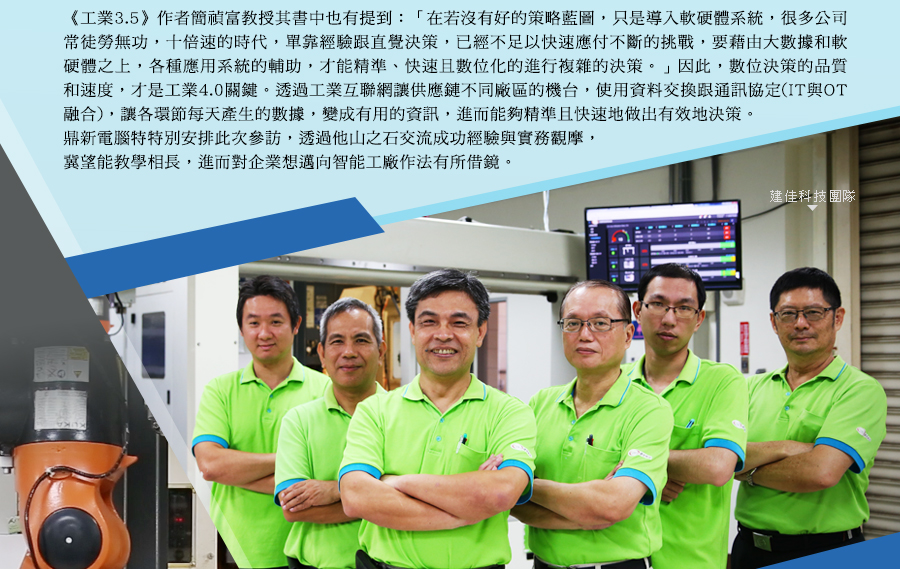 《工業3.5》作者簡禎富教授其書中也有提到：「在若沒有好的策略藍圖，只是導入軟硬體系統，很多公司
常徒勞無功，十倍速的時代，單靠經驗跟直覺決策，已經不足以快速應付不斷的挑戰，要藉由大數據和軟
硬體之上，各種應用系統的輔助，才能精準、快速且數位化的進行複雜的決策。」因此，數位決策的品質
和速度，才是工業4.0關鍵。透過工業互聯網讓供應鏈不同廠區的機台，使用資料交換跟通訊協定(IT與OT
融合)，讓各環節每天產生的數據，變成有用的資訊，進而能夠精準且快速地做出有效地決策。
鼎新電腦特特別安排此次參訪，透過他山之石交流成功經驗與實務觀摩，
冀望能教學相長，進而對企業想邁向智能工廠作法有所借鏡。
建佳科技團隊